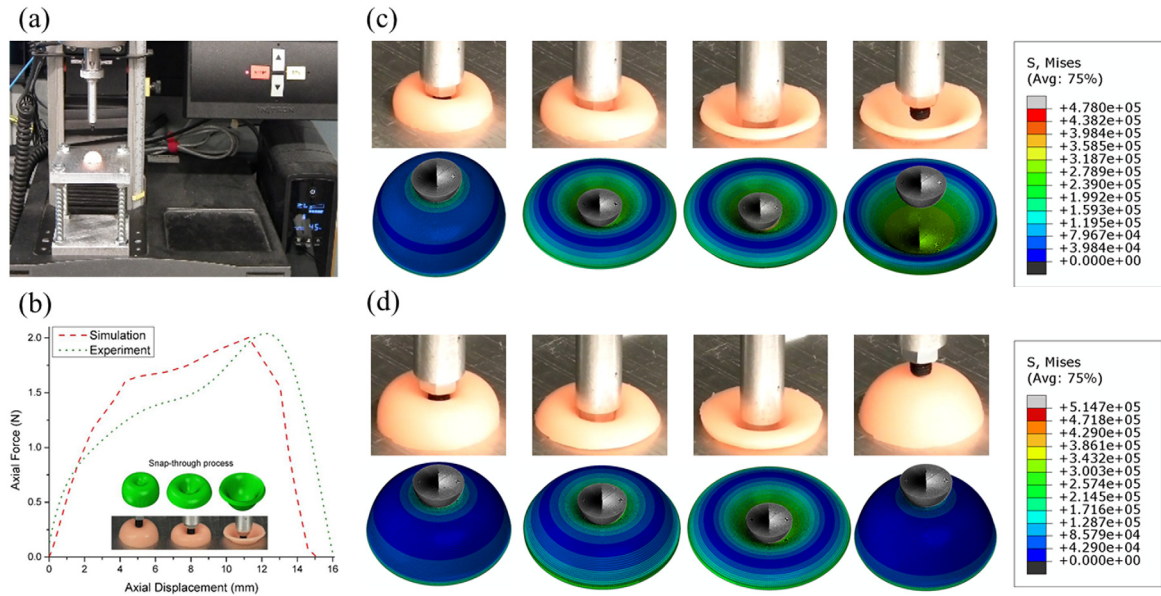 (a)
(c)
S, Mises
(Avg: 75%)
+4.780e+05
+4.382e+05
+3.984e+05
+3.585e+05
+3.187e+05
+2.789e+05
+2.390e+05
+1.992e+05
+1.593e+05
+1.195e+05
+7.967e+04
+3.984e+04
+0.000e+00
(b)
Simulation
Experiment
2.0
1.5
1.0
0.5
0.0
Axial Force (N)
Snap-through process
0 2 4 6 8 10 12 14 16
Axial Displacement (mm)
(d)
S, Mises
(Avg: 75%)
+5.147e+05
+4.718e+05
+4.290e+05
+3.861e+05
+3.432e+05
+3.003e+05
+2.574e+05
+2.145e+05
+1.716e+05
+1.287e+05
+8.579e+04
+4.290e+04
+0.000e+00